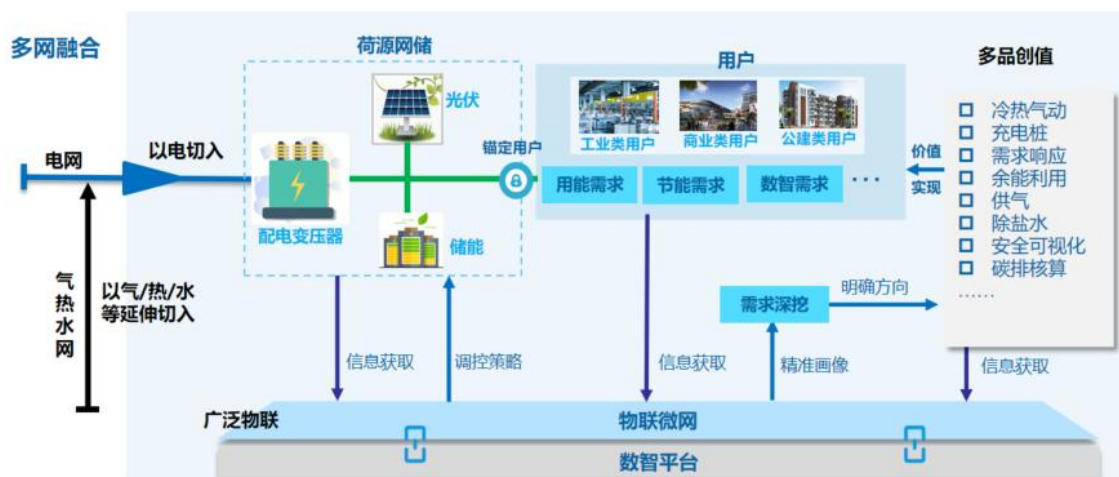 多网融合
荷源网储
用户
多品创值
光伏
电网
以电切入
配电变压器
储能
锚定用户
工业类用户
商业类用户
公建类用户
用能需求
节能需求
数智需求
...
价值
实现
冷热气动
充电桩
需求响应
余能利用
供气
除盐水
安全可视化
碳排核算
......
气
热
水
网
以气/热/水
等延伸切入
信息获取
调控策略
信息获取
需求深挖
明确方向
精准画像
信息获取
广泛物联
物联微网
数智平台